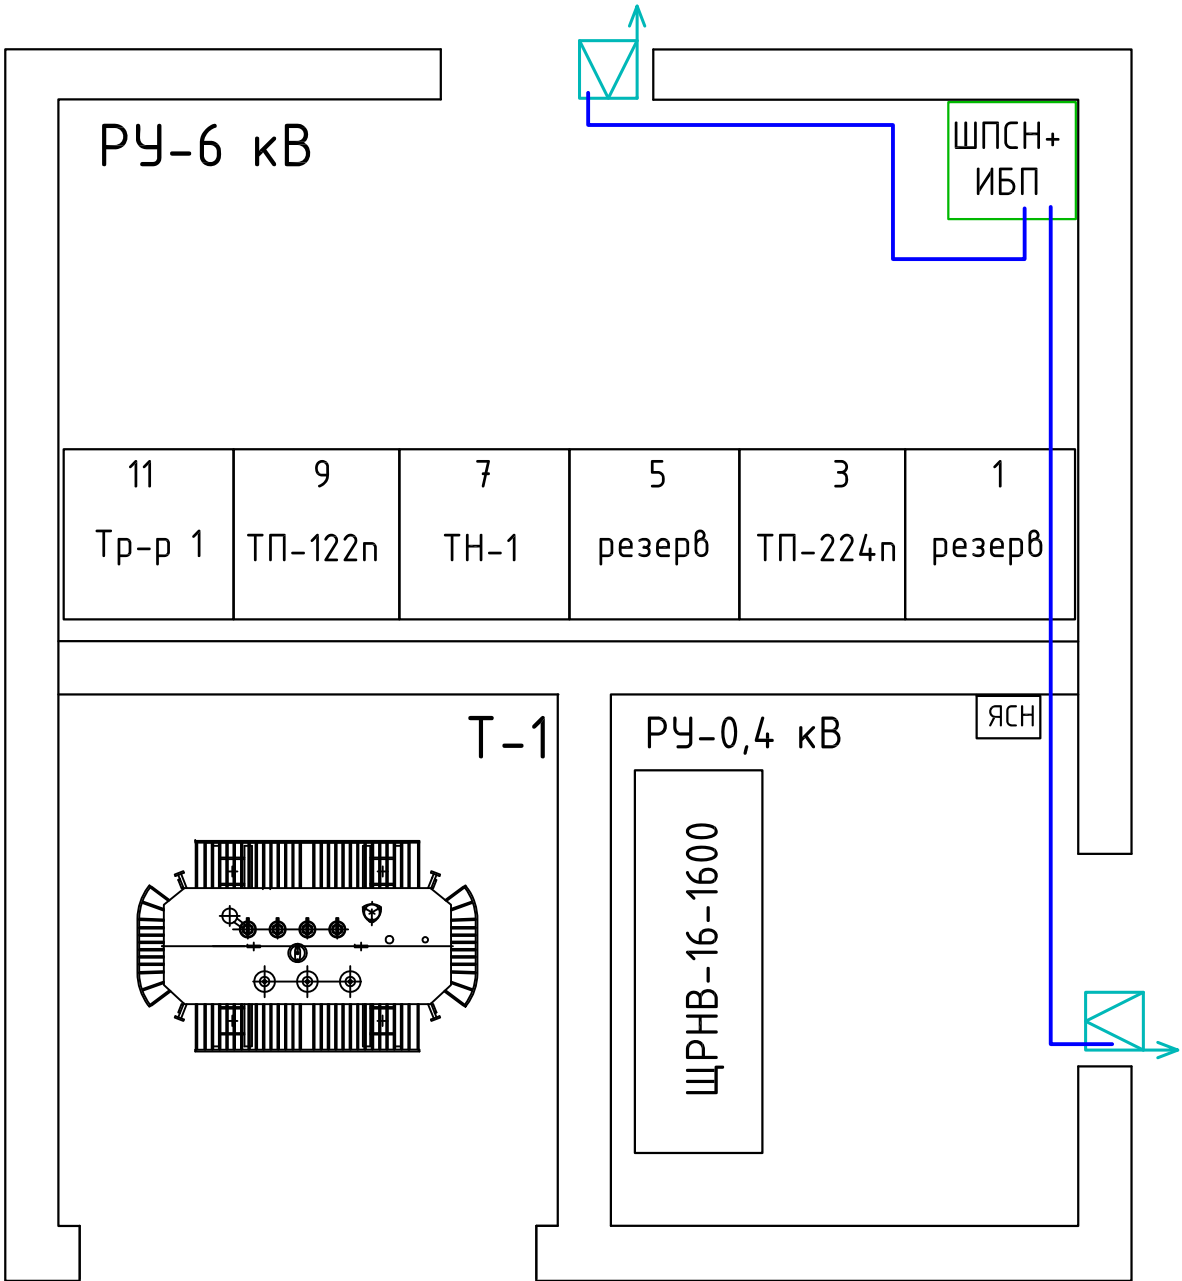 РУ-6 кВ
ШПСН+
ИБП
11
9
7
5
3
1
Тр-р 1
ТП-122п
ТН-1
резерв
ТП-224п
резерв
Т-1
РУ-0,4 кВ
ЯСН
ЩРНВ-16-1600